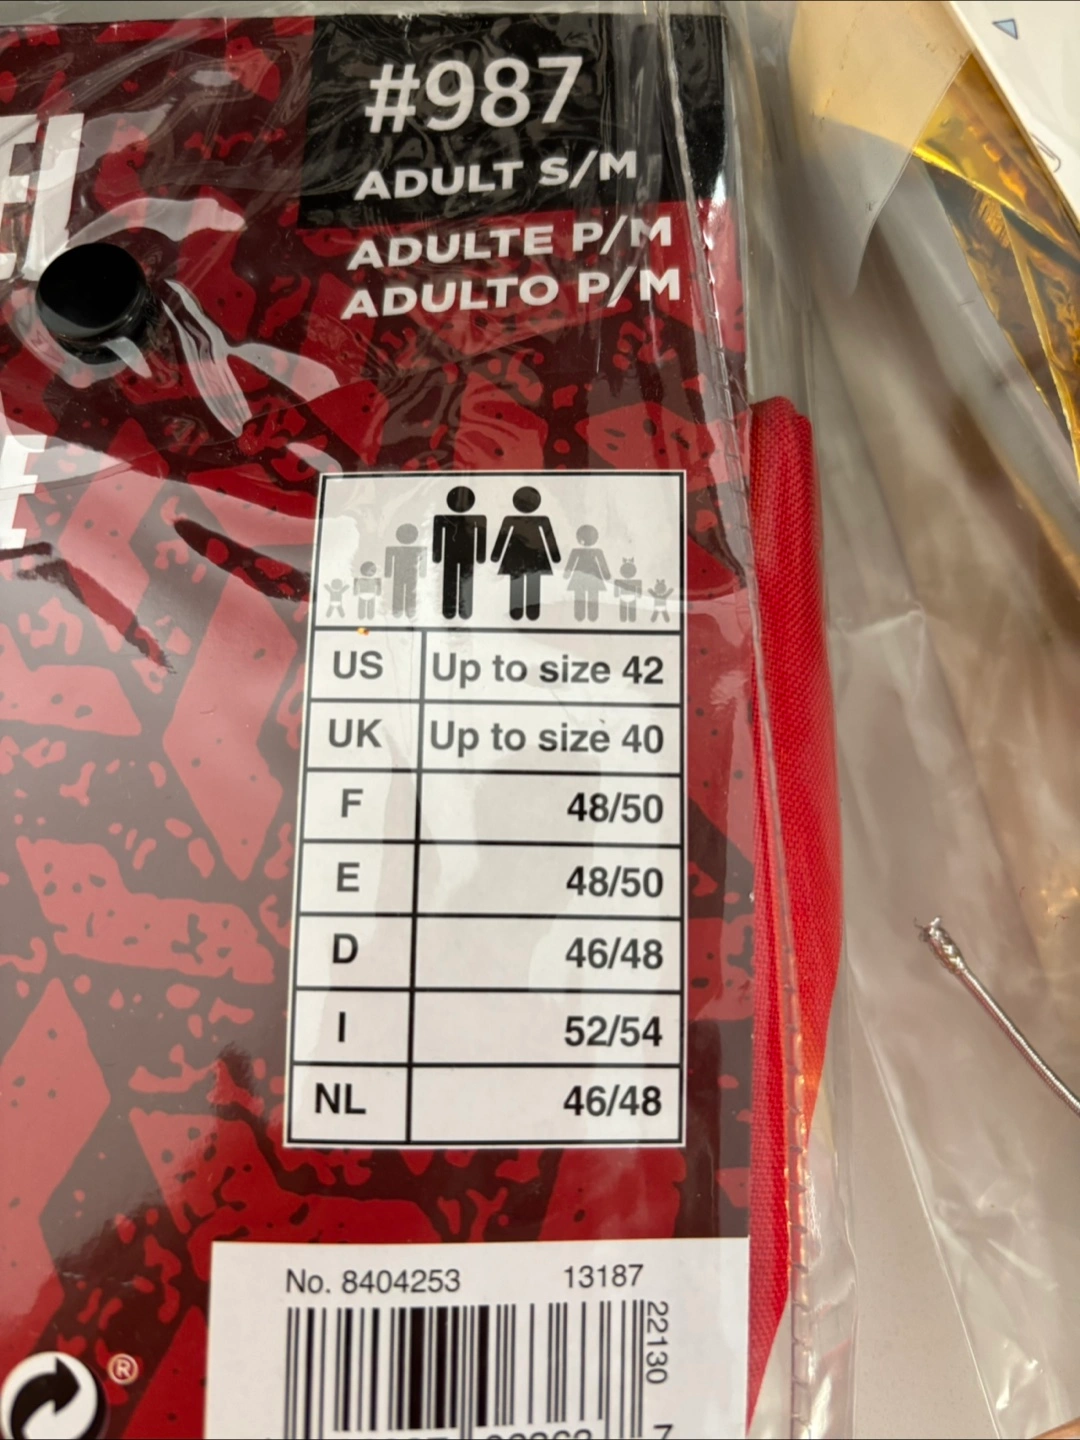 #987
ADULT S/M
ADULTE P/M
ADULTO P/M
US Up to size 42
UK Up to size 40
F 48/50
E 48/50
D 46/48
I 52/54
NL 46/48
No. 8404253 13187
22130
7
®